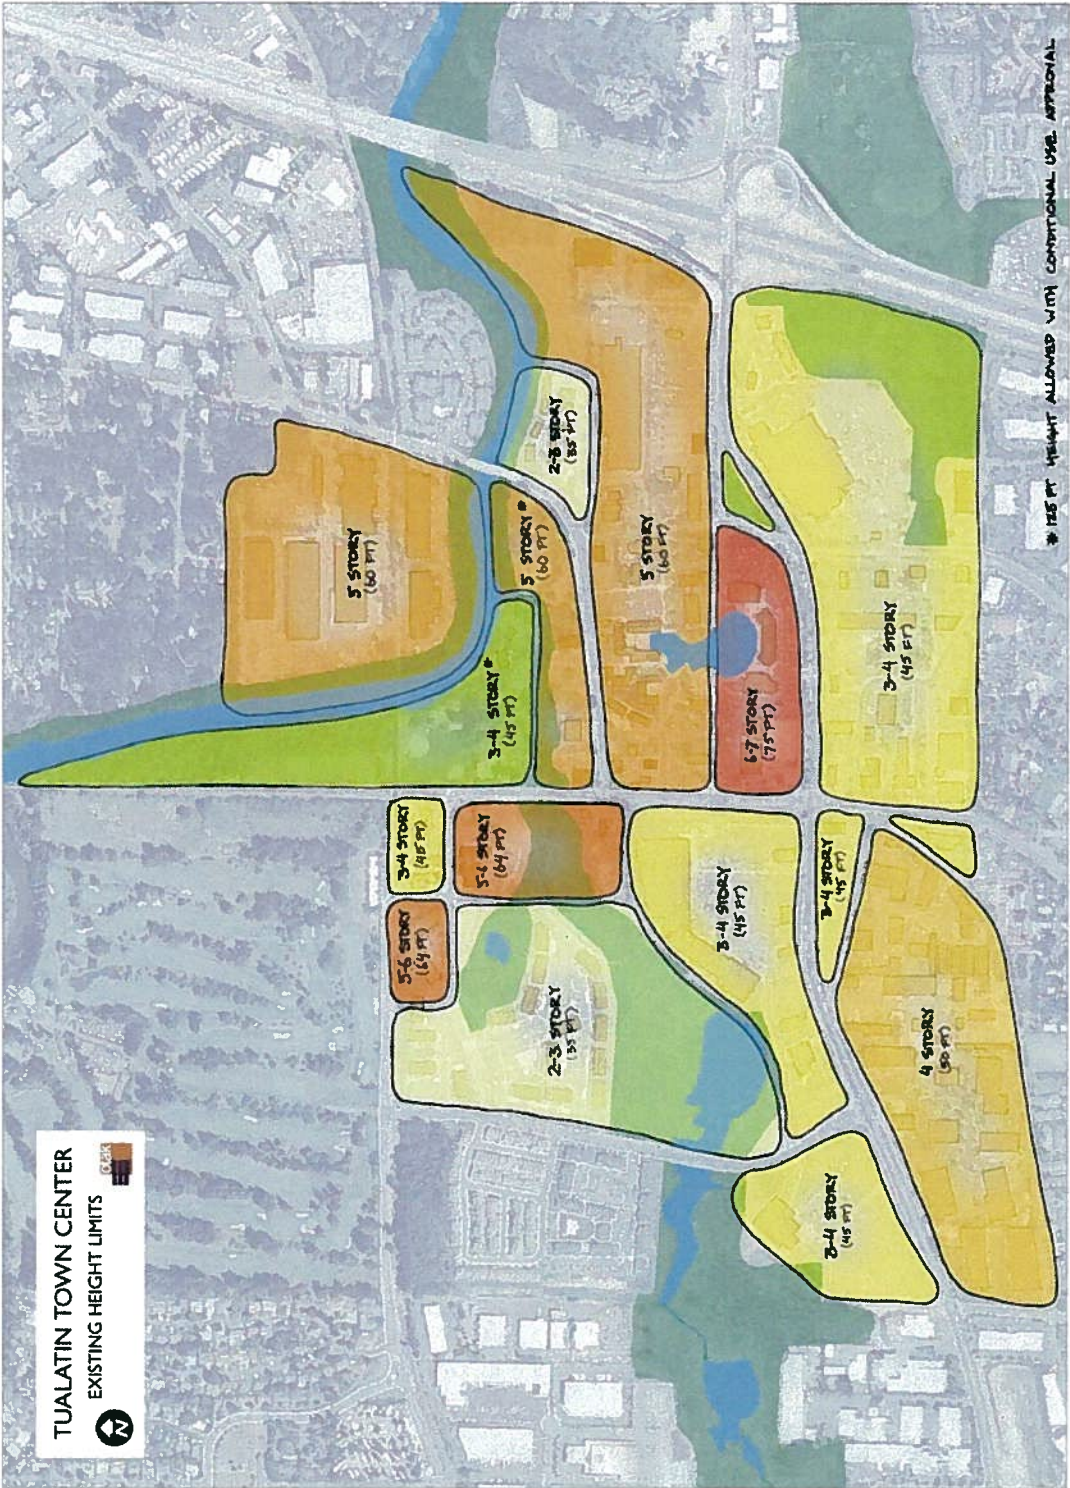 TUALATIN TOWN CENTER
EXISTING HEIGHT LIMITS
N
otak
5 STORY
(60 FT)
5-6 STORY
(64 FT)
3-4 STORY
(45 FT)
5-6 STORY
(64 FT)
3-4 STORY*
(45 FT)
5 STORY*
(60 FT)
2-3 STORY
(35 FT)
2-3 STORY
(35 FT)
5 STORY
(60 FT)
3-4 STORY
(45 FT)
6-7 STORY
(75 FT)
3-4 STORY
(45 FT)
3-4 STORY
(45 FT)
3-4 STORY
(45 FT)
4 STORY
(50 FT)
* 125 FT HEIGHT ALLOWED WITH CONDITIONAL USE APPROVAL